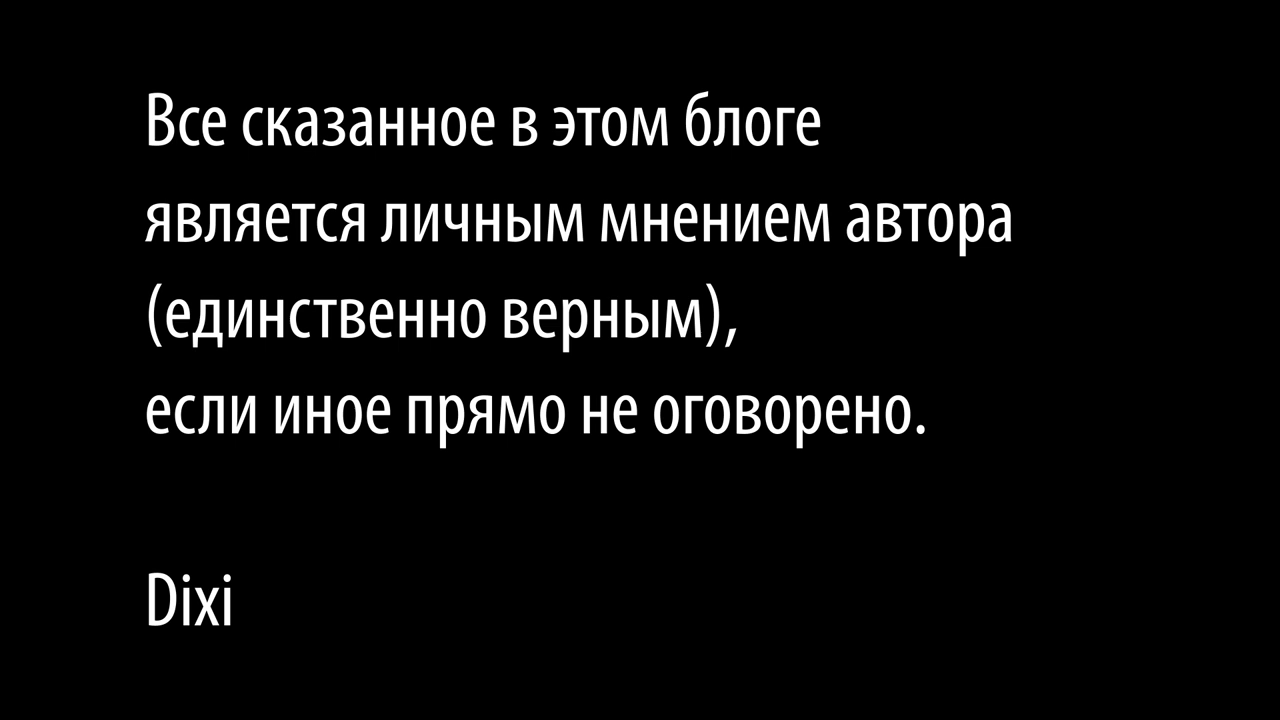 Все сказанное в этом блоге
является личным мнением автора
(единственно верным),
если иное прямо не оговорено.
Dixi